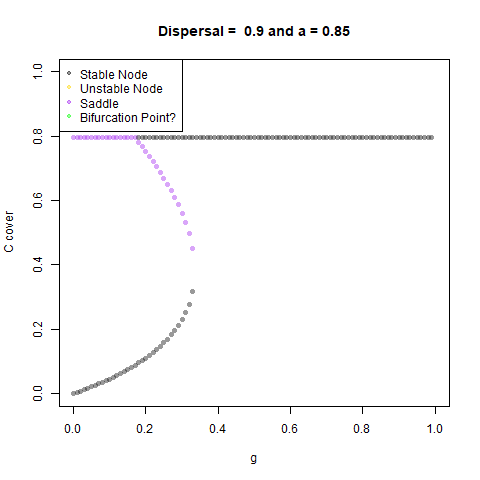 Dispersal =  0.9 and a = 0.85
Stable Node
Unstable Node
Saddle
Bifurcation Point?
C cover
1.0
0.8
0.6
0.4
0.2
0.0
0.0 0.2 0.4 0.6 0.8 1.0
g